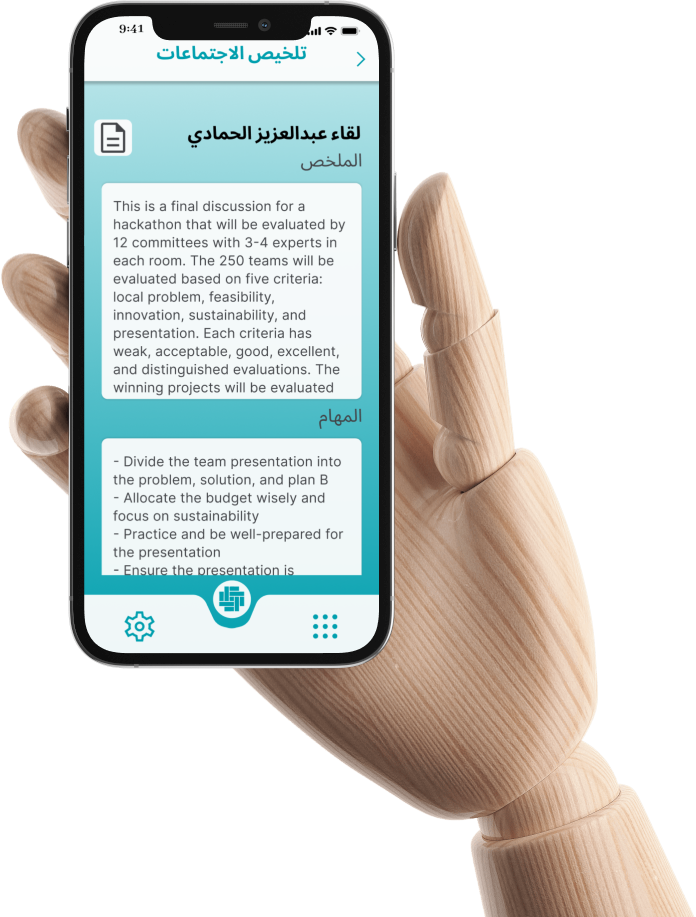 9:41
تلخيص الاجتماعات
لقاء عبدالعزيز الحمادي
الملخص
This is a final discussion for a
hackathon that will be evaluated by
12 committees with 3-4 experts in
each room. The 250 teams will be
evaluated based on five criteria:
local problem, feasibility,
innovation, sustainability, and
presentation. Each criteria has
weak, acceptable, good, excellent,
and distinguished evaluations. The
winning projects will be evaluated
المهام
- Divide the team presentation into
the problem, solution, and plan B
- Allocate the budget wisely and
focus on sustainability
- Practice and be well-prepared for
the presentation
- Ensure the presentation is